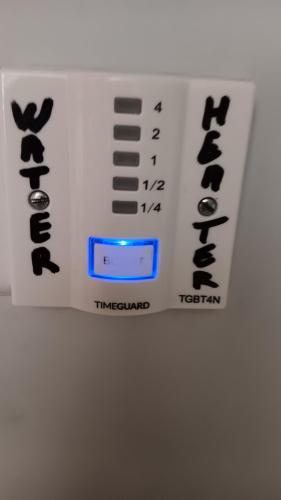 WATER
HEATER
4
2
1
1/2
1/4
TIMEGUARD
TGBT4N